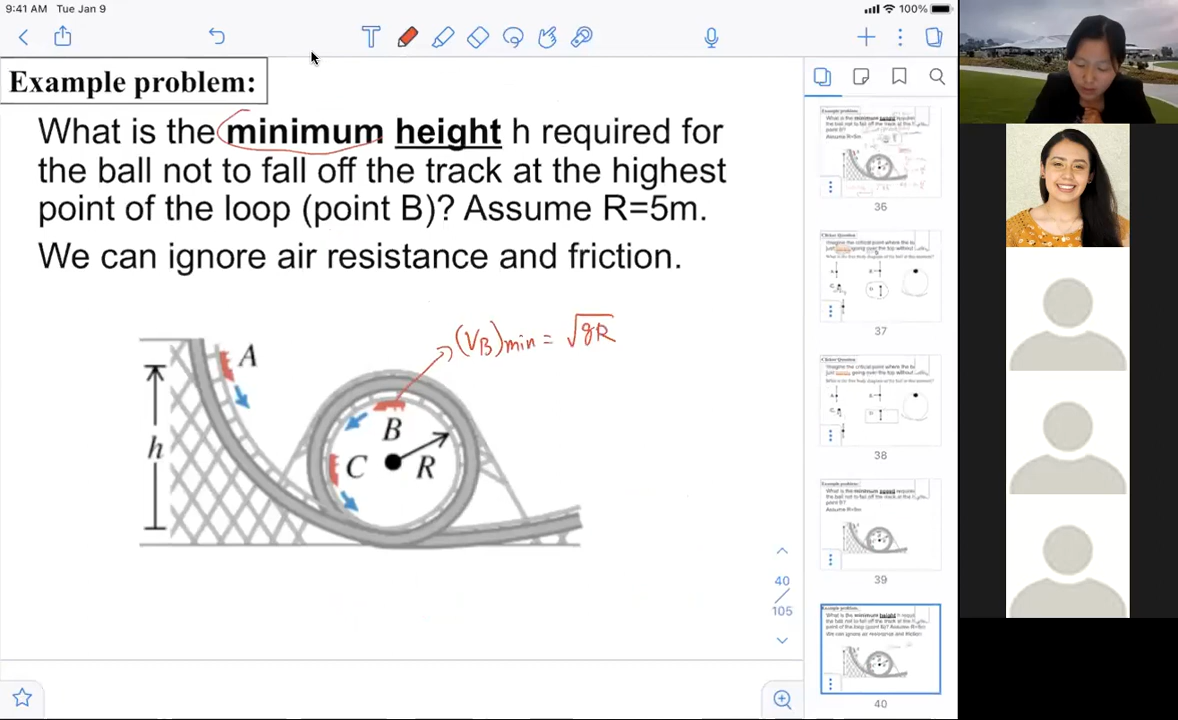 9:41 AM Tue Jan 9
100%
Example problem:
What is the minimum height h required for
the ball not to fall off the track at the highest
point of the loop (point B)? Assume R=5m.
We can ignore air resistance and friction.
(VB)min = √gR
A
h
B
C
R
40
105
36
37
38
39
40